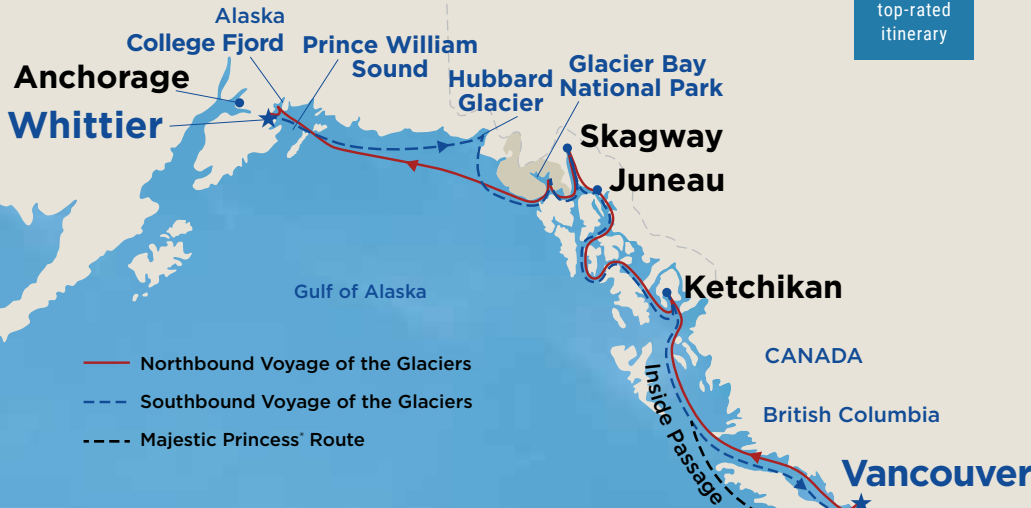 top-rated
itinerary
Alaska
College Fjord
Prince William
Sound
Anchorage
Whittier
Hubbard
Glacier
Glacier Bay
National Park
Skagway
Juneau
Ketchikan
Gulf of Alaska
Northbound Voyage of the Glaciers
Southbound Voyage of the Glaciers
Majestic Princess® Route
Inside Passage
CANADA
British Columbia
Vancouver